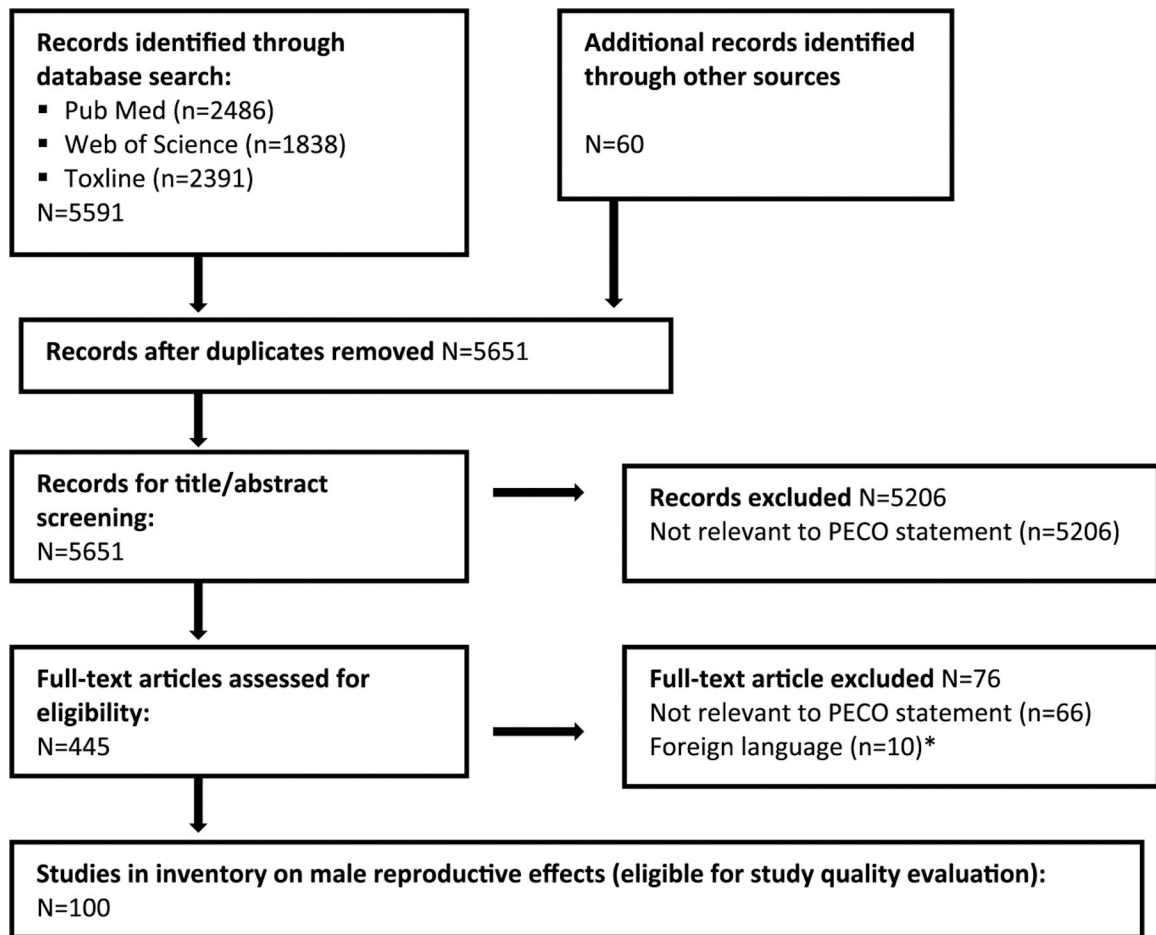 Records identified through
database search:
▪ Pub Med (n=2486)
▪ Web of Science (n=1838)
▪ Toxline (n=2391)
N=5591
Additional records identified
through other sources
N=60
Records after duplicates removed N=5651
Records for title/abstract
screening:
N=5651
Records excluded N=5206
Not relevant to PECO statement (n=5206)
Full-text articles assessed for
eligibility:
N=445
Full-text article excluded N=76
Not relevant to PECO statement (n=66)
Foreign language (n=10)*
Studies in inventory on male reproductive effects (eligible for study quality evaluation):
N=100